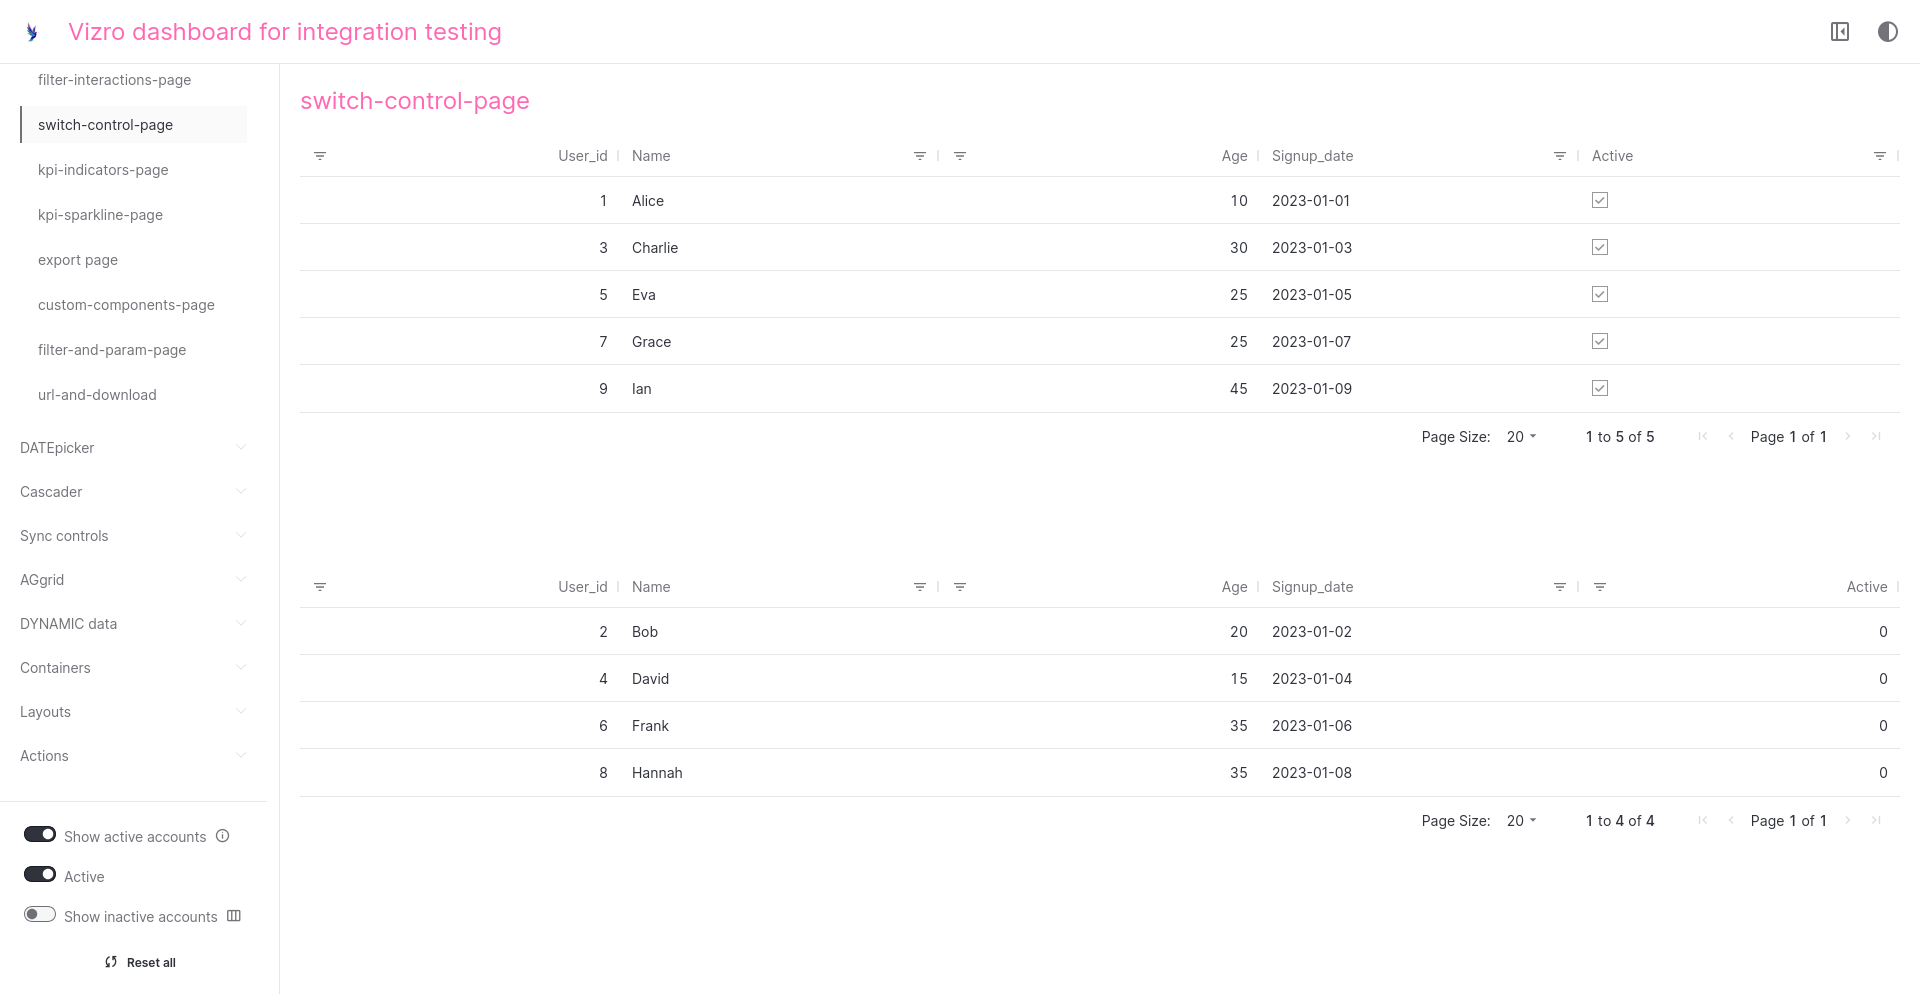 Vizro dashboard for integration testing
filter-interactions-page
switch-control-page
kpi-indicators-page
kpi-sparkline-page
export page
custom-components-page
filter-and-param-page
url-and-download
DATEpicker
Cascader
Sync controls
AGgrid
DYNAMIC data
Containers
Layouts
Actions
Show active accounts
Active
Show inactive accounts
Reset all
switch-control-page
User_id Name Age Signup_date Active
1 Alice 10 2023-01-01
3 Charlie 30 2023-01-03
5 Eva 25 2023-01-05
7 Grace 25 2023-01-07
9 Ian 45 2023-01-09
Page Size: 20 1 to 5 of 5 Page 1 of 1
User_id Name Age Signup_date Active
2 Bob 20 2023-01-02 0
4 David 15 2023-01-04 0
6 Frank 35 2023-01-06 0
8 Hannah 35 2023-01-08 0
Page Size: 20 1 to 4 of 4 Page 1 of 1